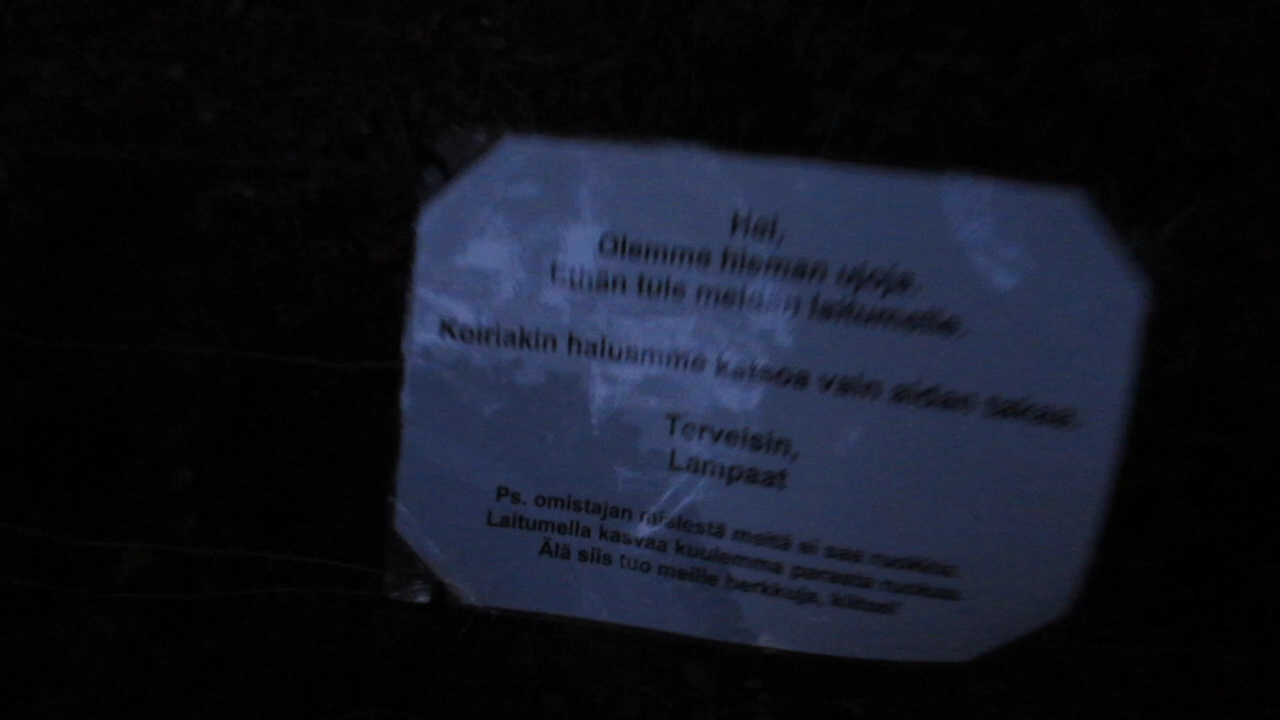 Hei,
Olemme hieman ujoja.
Ethän tule meidän laitumelle.
Koiriakin haluamme katsoa vain aidan takaa.
Terveisin,
Lampaat
Ps. omistajan mielestä meitä ei saa ruokkia.
Laitumella kasvaa kuulemma parasta ruokaa.
Älä siis tuo meille herkkuja, kiitos!